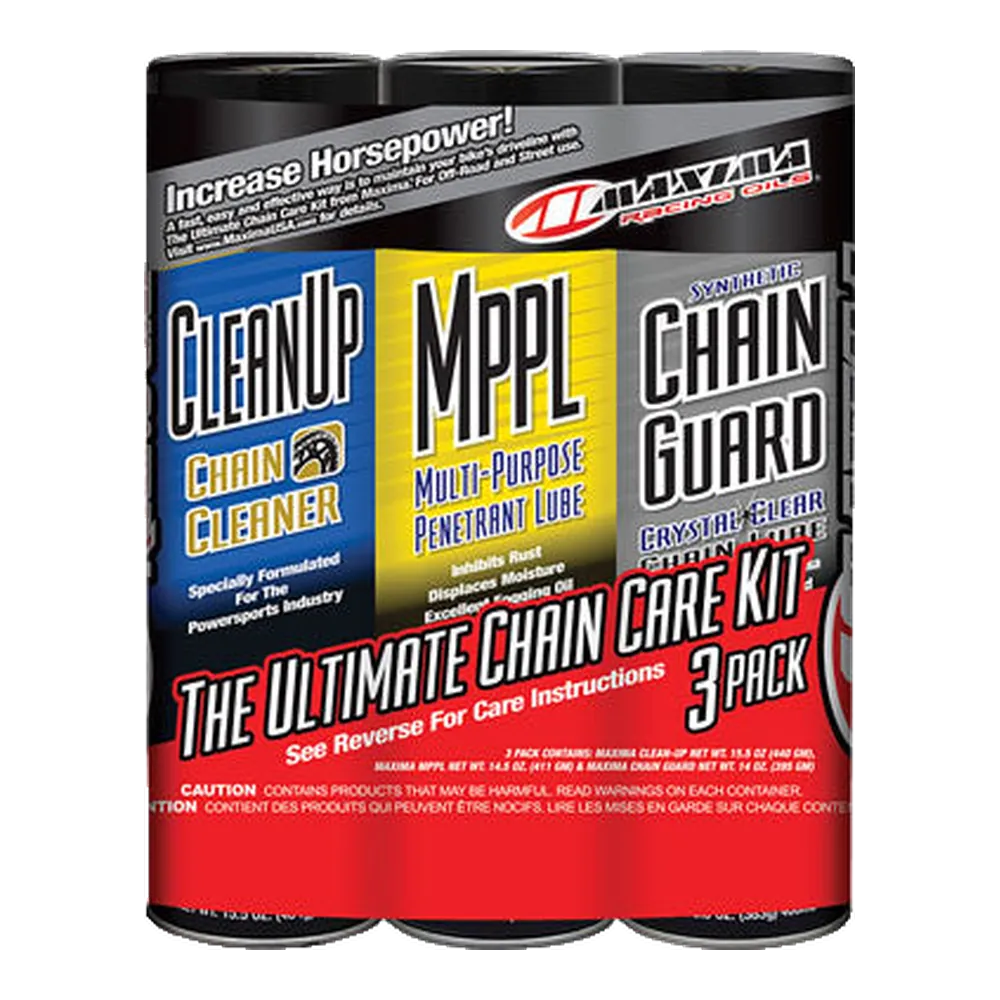 Increase Horsepower!
A fast, easy and effective way is to maintain your bike's driveline with
The Ultimate Chain Care Kit from Maxima. For Off-Road and Street use.
Visit www.MaximaUSA.com for details.
MAXIMA
RACING OILS
CLEANUP
CHAIN
CLEANER
Specially Formulated
For The
Powersports Industry
MPPL
MULTI-PURPOSE
PENETRANT LUBE
Inhibits Rust
Displaces Moisture
Excellent Fogging Oil
SYNTHETIC
CHAIN
GUARD
CRYSTAL CLEAR
CHAIN LUBE
THE ULTIMATE CHAIN CARE KIT
3 PACK
See Reverse For Care Instructions
3 PACK CONTAINS: MAXIMA CLEAN-UP NET WT. 15.5 OZ (440 GM),
MAXIMA MPPL NET WT. 14.5 OZ (411 GM) & MAXIMA CHAIN GUARD NET WT. 14 OZ. (395 GM)
CAUTION CONTAINS PRODUCTS THAT MAY BE HARMFUL. READ WARNINGS ON EACH CONTAINER.
NTION CONTIENT DES PRODUITS QUI PEUVENT ÊTRE NOCIFS. LIRE LES MISES EN GARDE SUR CHAQUE CONTE